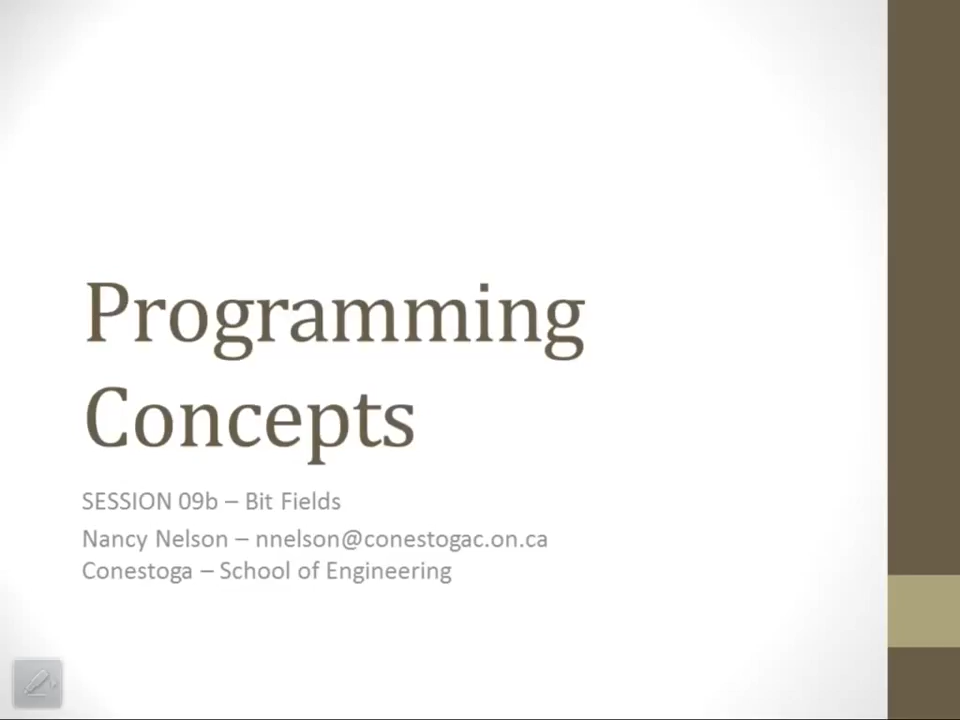 Programming
Concepts
SESSION 09b – Bit Fields
Nancy Nelson – nnelson@conestogac.on.ca
Conestoga – School of Engineering